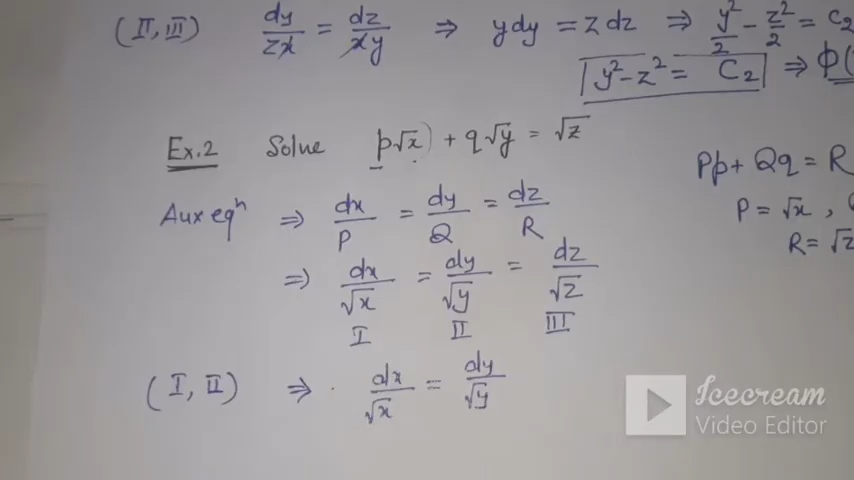 (II, III) dy/zx = dz/xy ⇒ ydy = z dz ⇒ y²/2 - z²/2 = c₂
y² - z² = C₂ ⇒ ϕ(
Ex.2 Solve p√x) + q√y = √z
Pp + Qq = R
Aux eqⁿ ⇒ dx/P = dy/Q = dz/R
P = √x ,
R = √z
⇒ dx/√x = dy/√y = dz/√z
I II III
(I, II) ⇒ dx/√x = dy/√y
Icecream
Video Editor